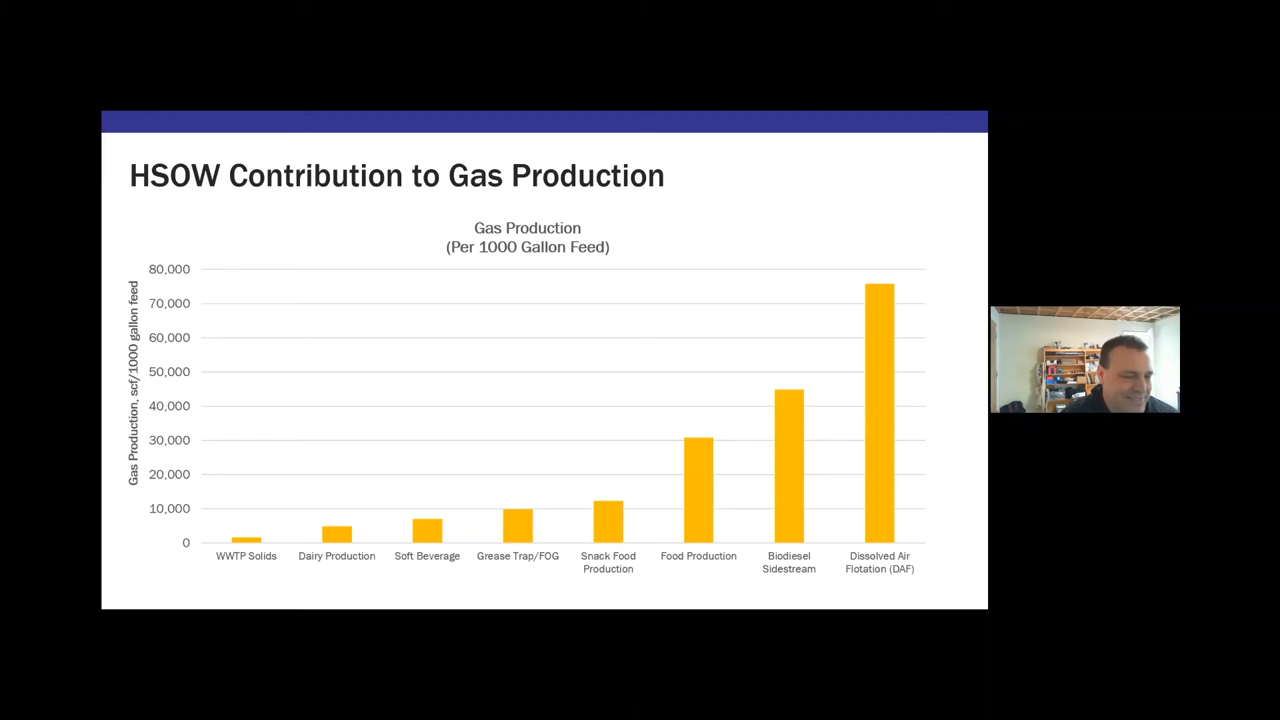 HSOW Contribution to Gas Production
Gas Production
(Per 1000 Gallon Feed)
Gas Production, scf/1000 gallon feed
80,000
70,000
60,000
50,000
40,000
30,000
20,000
10,000
0
WWTP Solids
Dairy Production
Soft Beverage
Grease Trap/FOG
Snack Food
Production
Food Production
Biodiesel
Sidestream
Dissolved Air
Flotation (DAF)